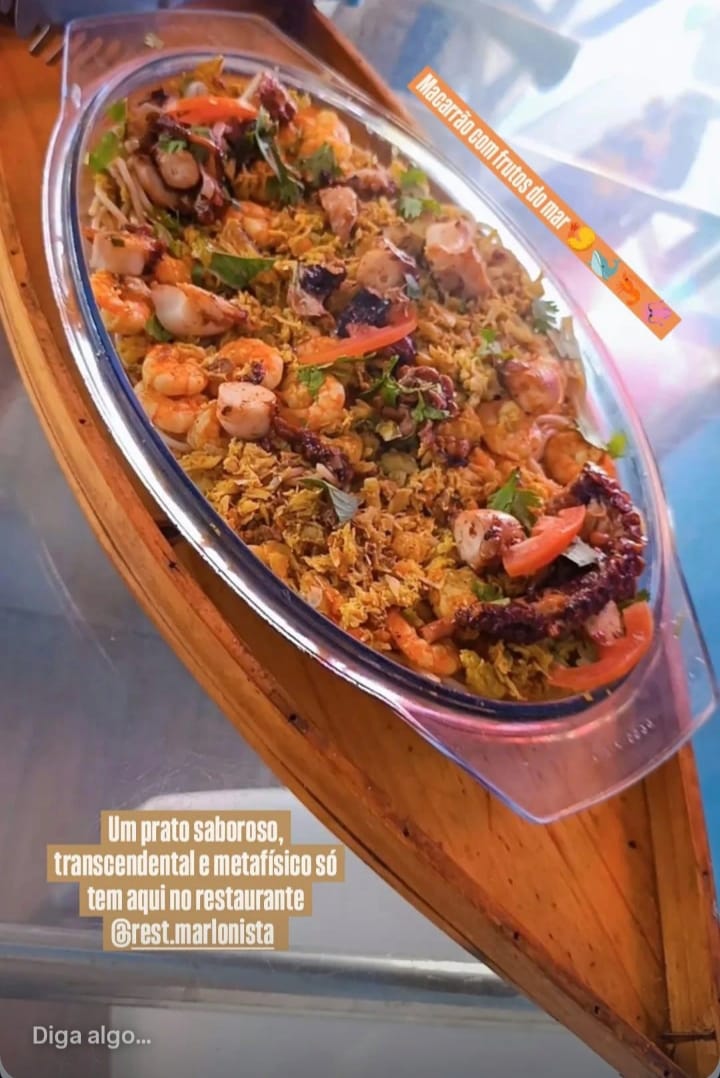 Macarrão com frutos do mar 🍤🐋🦐🦑
Um prato saboroso,
transcendental e metafísico só
tem aqui no restaurante
@rest.marlonista
Diga algo...